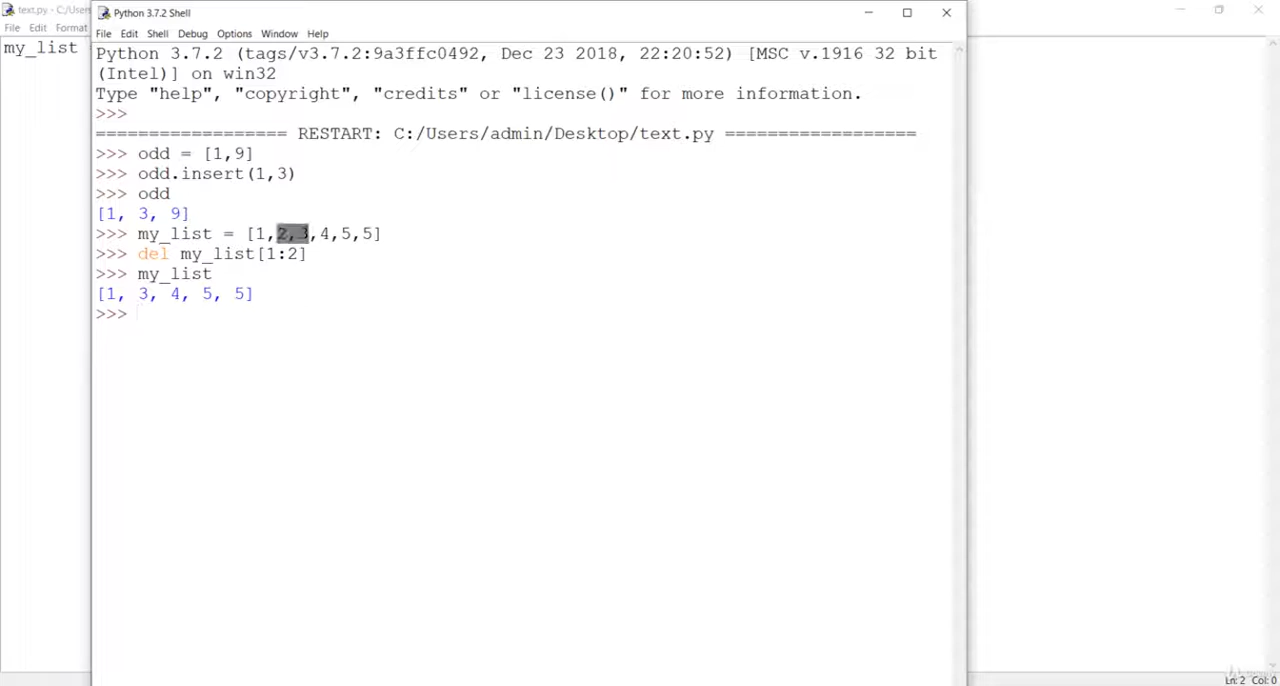 text.py - C:/Users
Python 3.7.2 Shell
File Edit Format
File Edit Shell Debug Options Window Help
my_list
Python 3.7.2 (tags/v3.7.2:9a3ffc0492, Dec 23 2018, 22:20:52) [MSC v.1916 32 bit
(Intel)] on win32
Type "help", "copyright", "credits" or "license()" for more information.
>>>
================== RESTART: C:/Users/admin/Desktop/text.py ==================
>>> odd = [1,9]
>>> odd.insert(1,3)
>>> odd
[1, 3, 9]
>>> my_list = [1,2,3,4,5,5]
>>> del my_list[1:2]
>>> my_list
[1, 3, 4, 5, 5]
>>>
Ln: 2 Col: 0